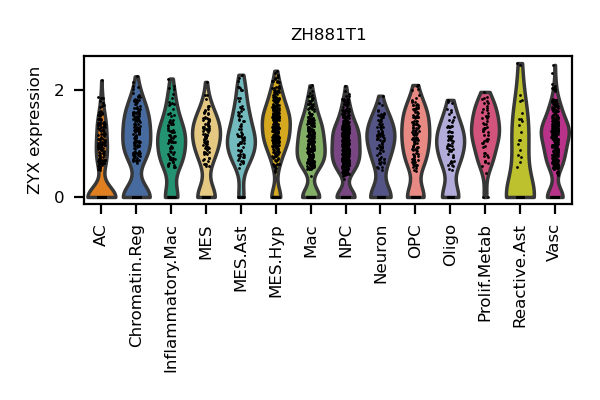 ZH881T1
ZYX expression
2
0
AC
Chromatin.Reg
Inflammatory.Mac
MES
MES.Ast
MES.Hyp
Mac
NPC
Neuron
OPC
Oligo
Prolif.Metab
Reactive.Ast
Vasc